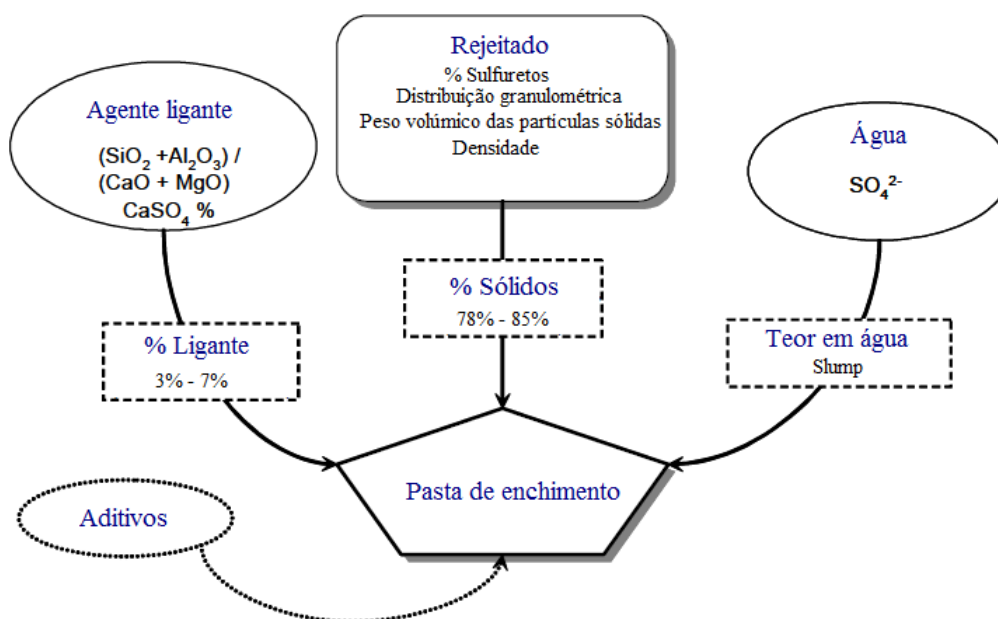 Rejeitado
% Sulfuretos
Distribuição granulométrica
Peso volúmico das particulas sólidas
Densidade
Agente ligante
(SiO₂ +Al₂O₃) /
(CaO + MgO)
CaSO₄ %
Água
SO₄²⁻
% Sólidos
78% - 85%
% Ligante
3% - 7%
Teor em água
Slump
Pasta de enchimento
Aditivos